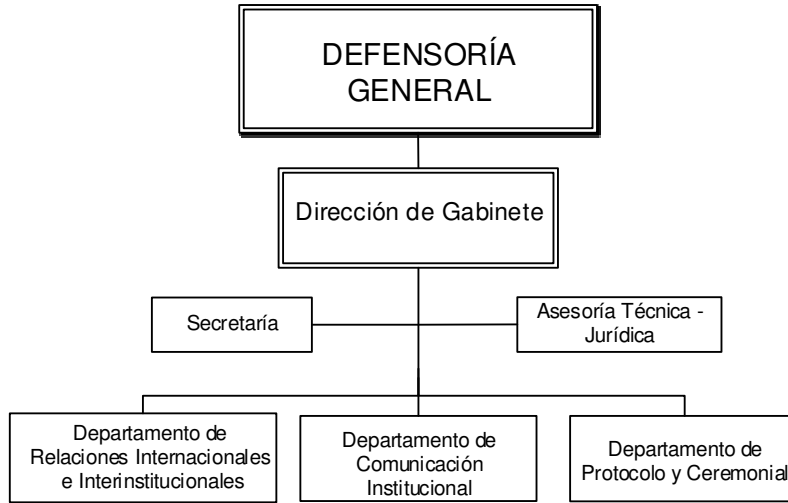 DEFENSORÍA
GENERAL
Dirección de Gabinete
Secretaría
Asesoría Técnica -
Jurídica
Departamento de
Relaciones Internacionales
e Interinstitucionales
Departamento de
Comunicación
Institucional
Departamento de
Protocolo y Ceremonial